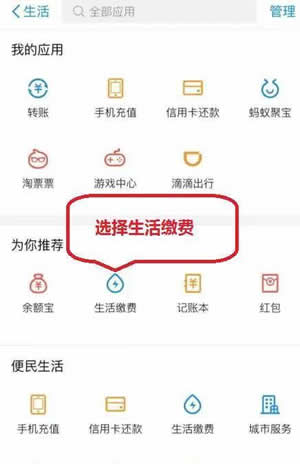 生活 全部应用 管理
我的应用
转账 手机充值 信用卡还款 蚂蚁聚宝
淘票票 游戏中心 滴滴出行
选择生活缴费
为你推荐
余额宝 生活缴费 记账本 红包
便民生活
手机充值 信用卡还款 生活缴费 城市服务